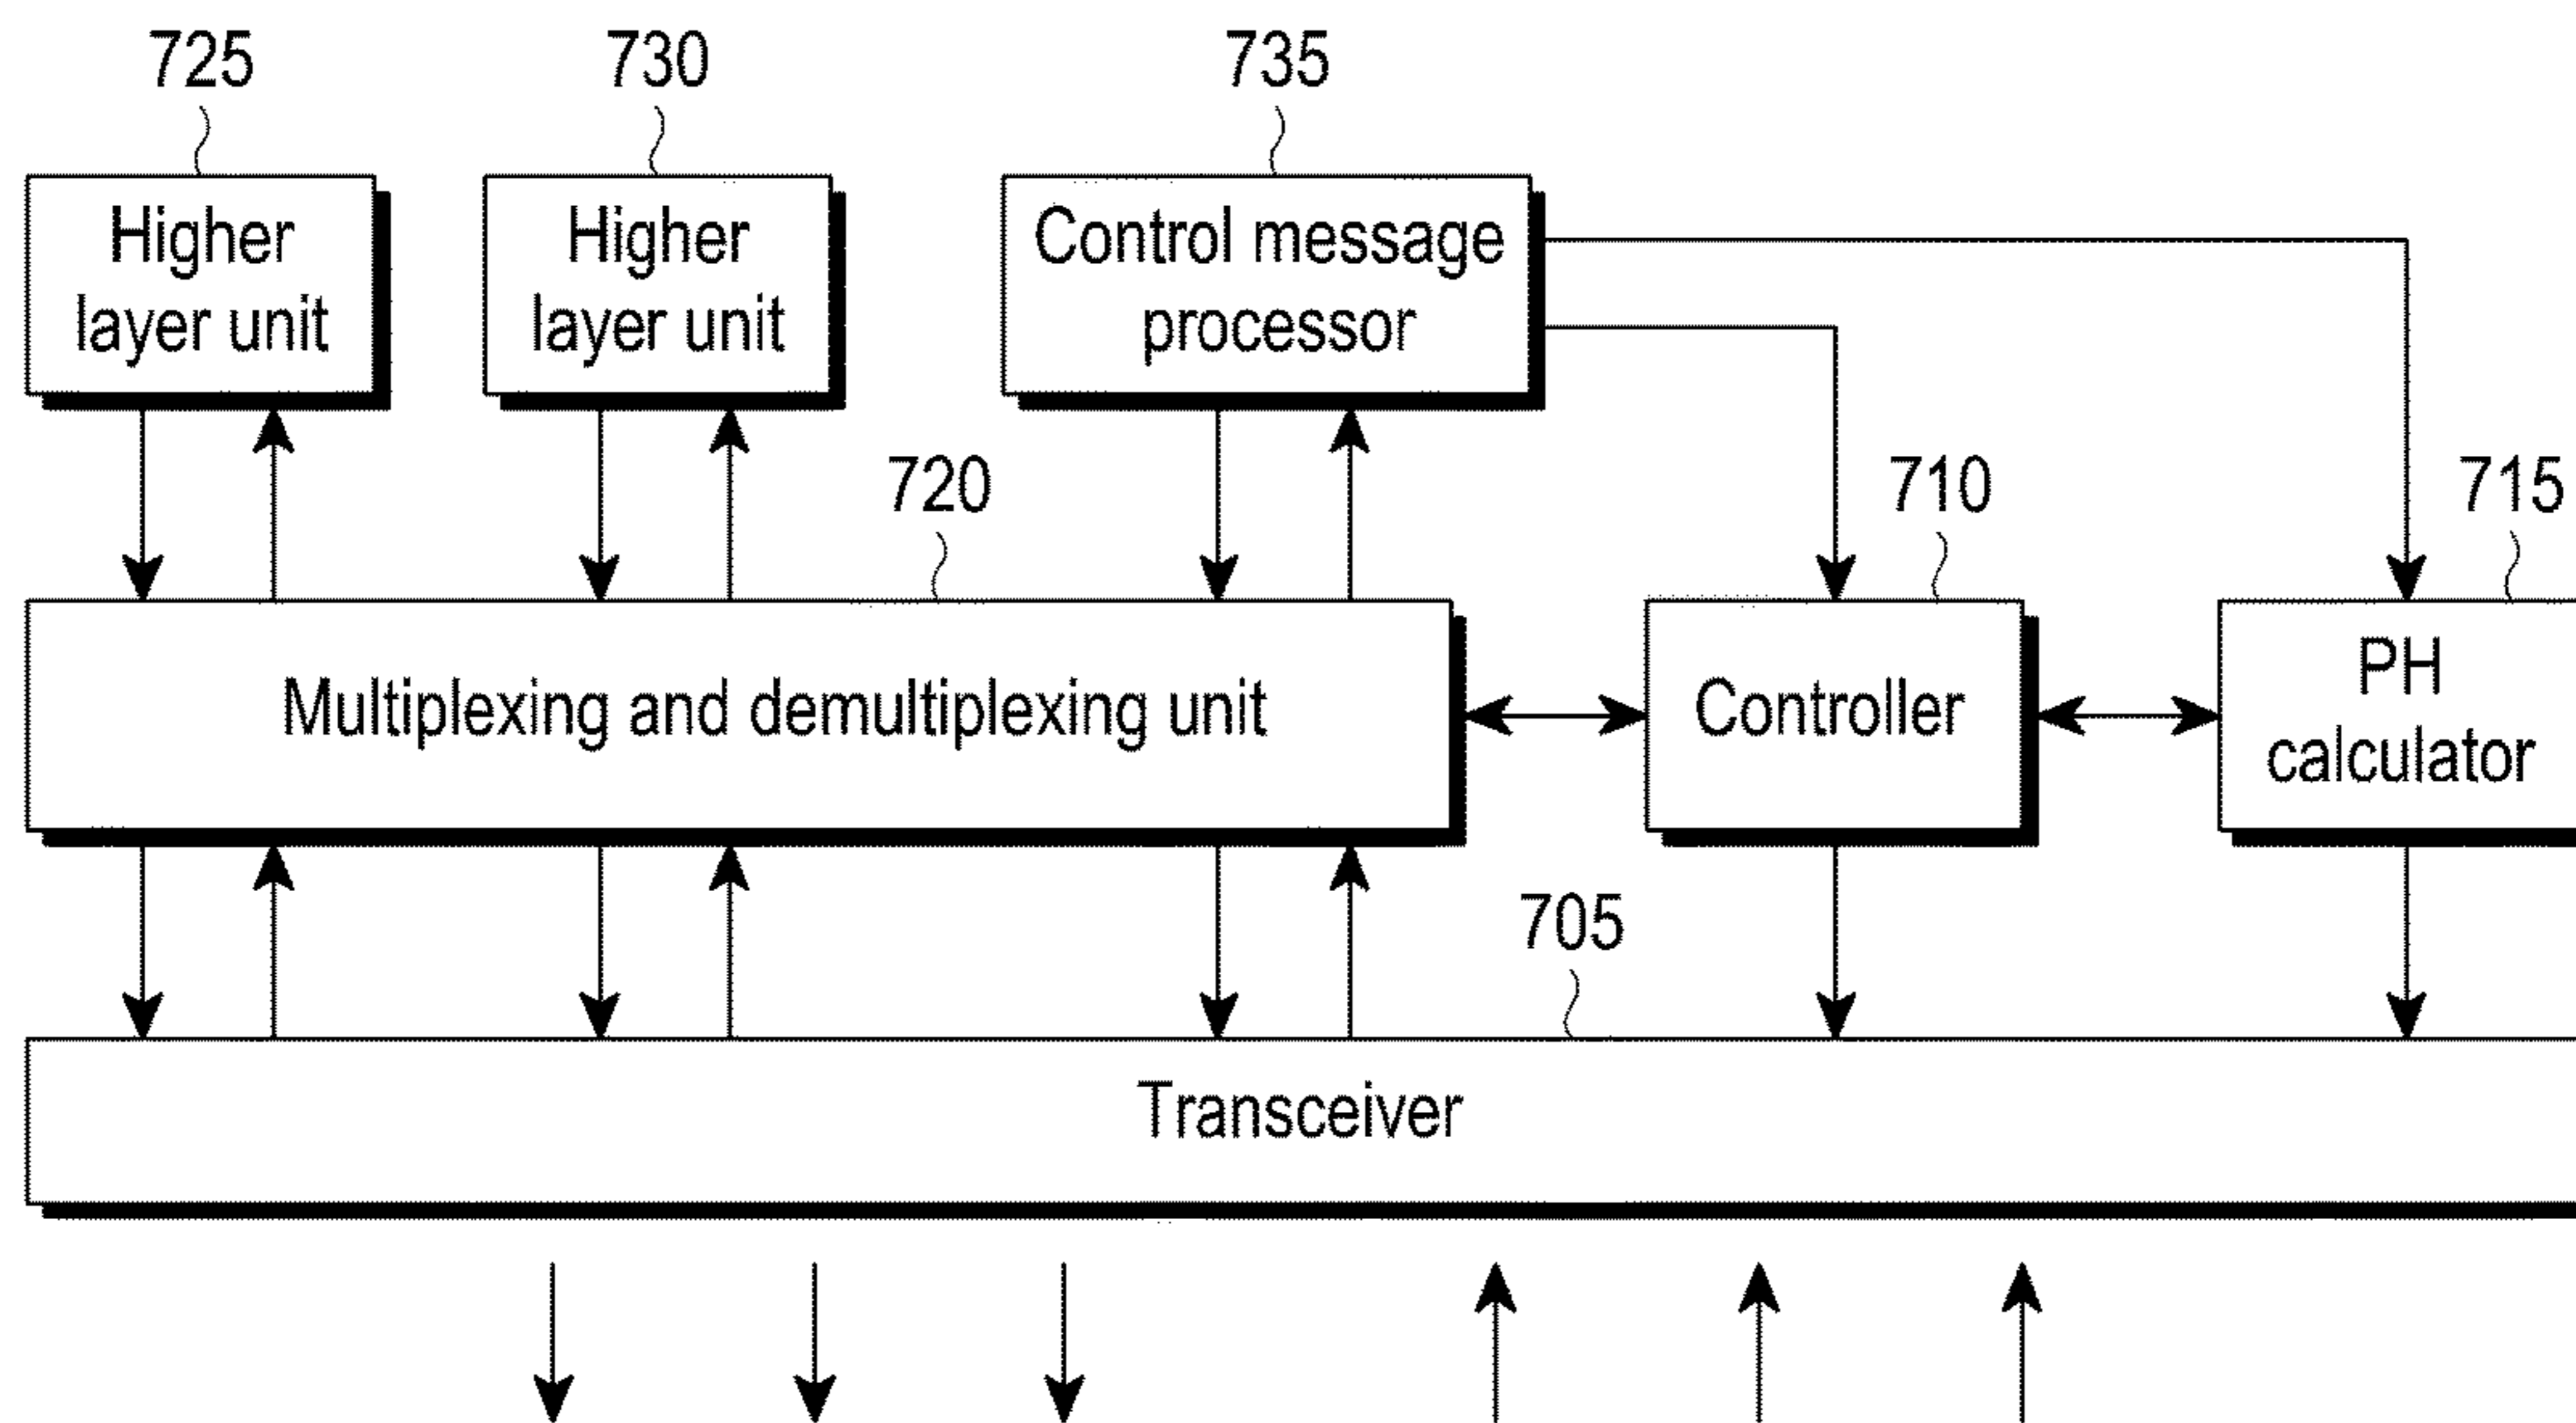 725
730
735
Higher
layer unit
Higher
layer unit
Control message
processor
720
710
715
Multiplexing and demultiplexing unit
Controller
PH
calculator
705
Transceiver